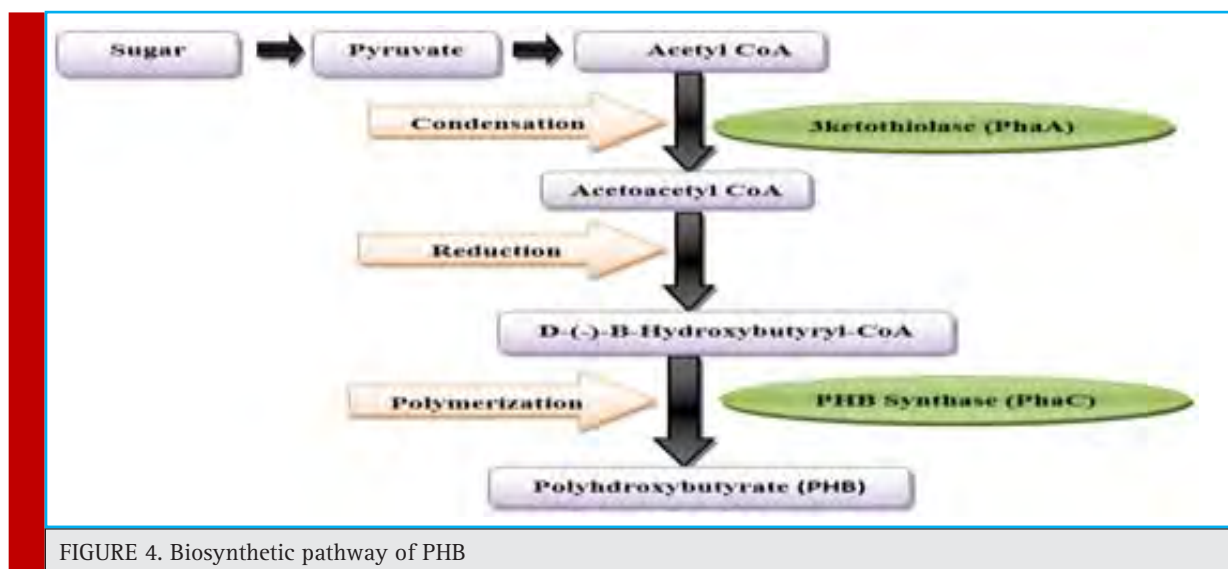 Sugar
Pyruvate
Acetyl CoA
Condensation
3ketothiolase (PhaA)
Acetoacetyl CoA
Reduction
D-(-)-B-Hydroxybutyryl-CoA
Polymerization
PHB Synthase (PhaC)
Polyhdroxybutyrate (PHB)
FIGURE 4. Biosynthetic pathway of PHB